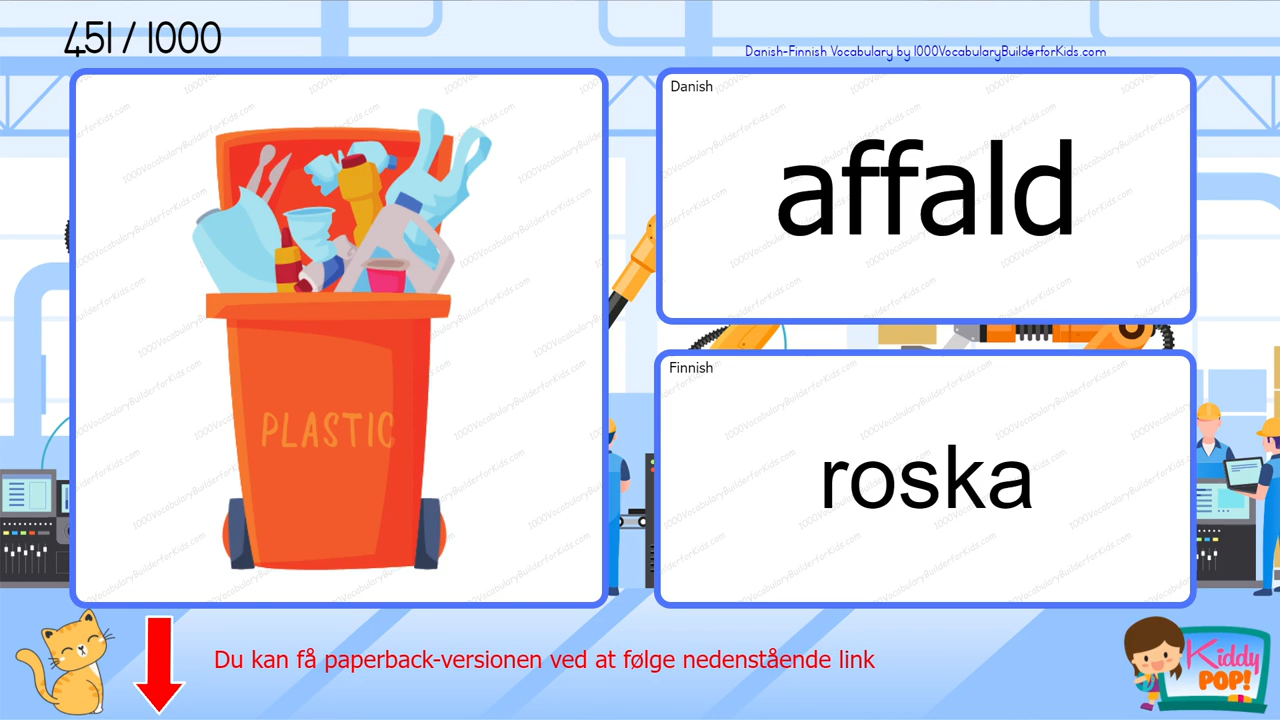 451 / 1000
Danish-Finnish Vocabulary by 1000VocabularyBuilderforKids.com
Danish
affald
PLASTIC
Finnish
roska
Du kan få paperback-versionen ved at følge nedenstående link
Kiddy
POP!